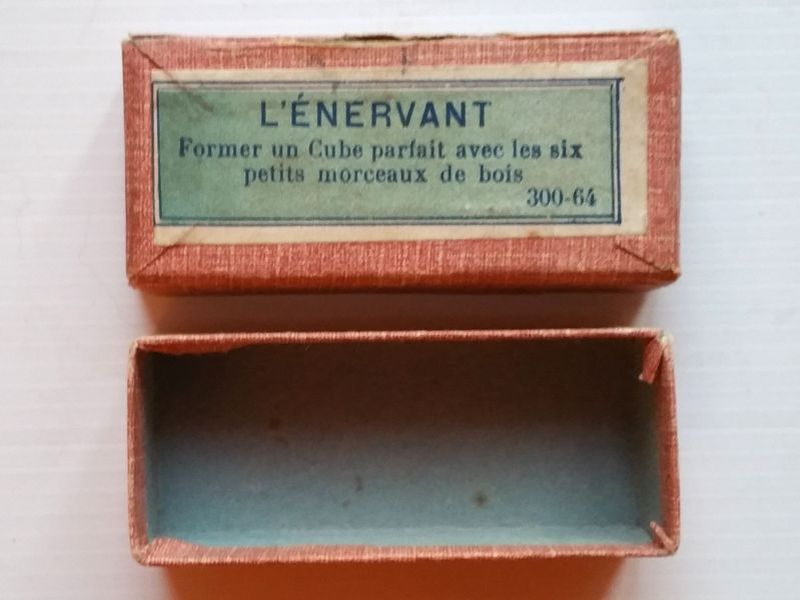 L'ÉNERVANT
Former un Cube parfait avec les six
petits morceaux de bois
300-64